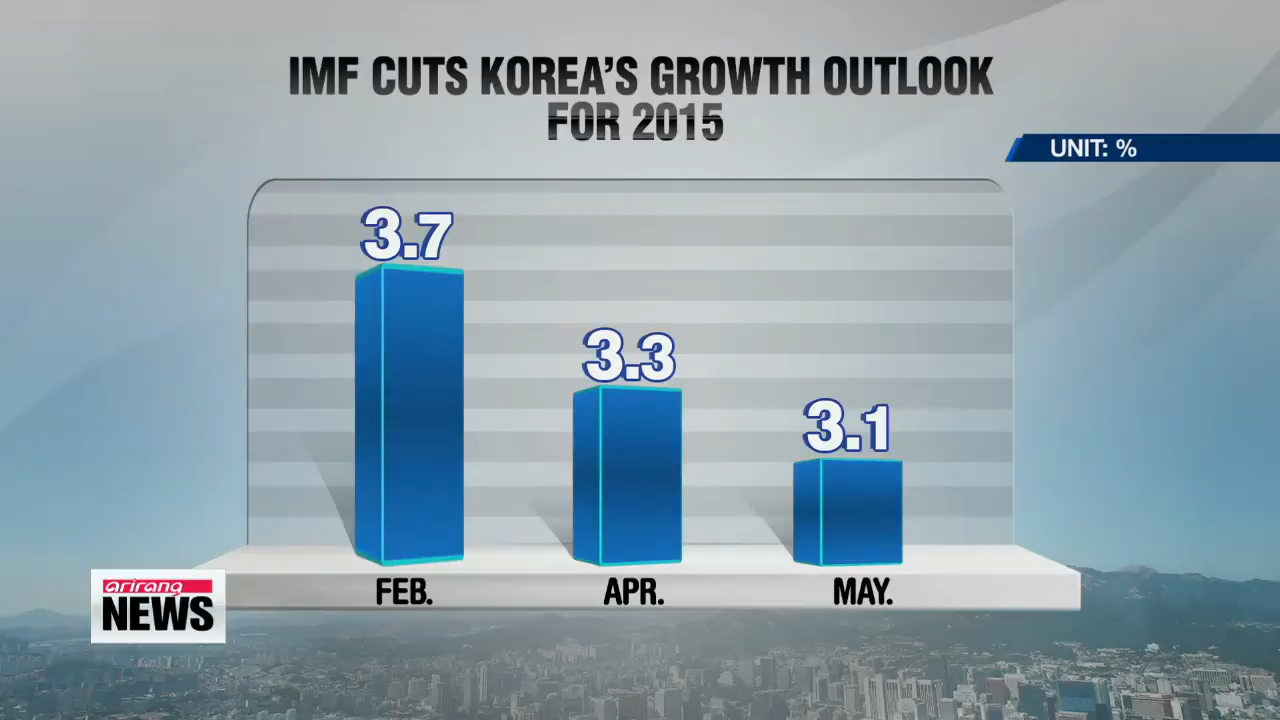 IMF CUTS KOREA'S GROWTH OUTLOOK
FOR 2015
UNIT: %
3.7
3.3
3.1
FEB.
APR.
MAY.
arirang
NEWS